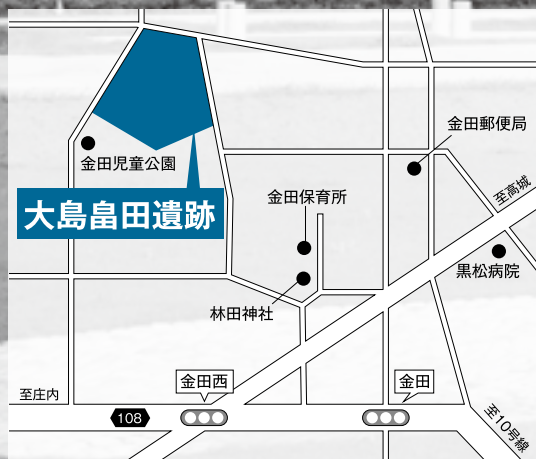 金田郵便局
金田児童公園
至高城
金田保育所
大島畠田遺跡
黒松病院
林田神社
金田西
金田
至庄内
108
至10号線